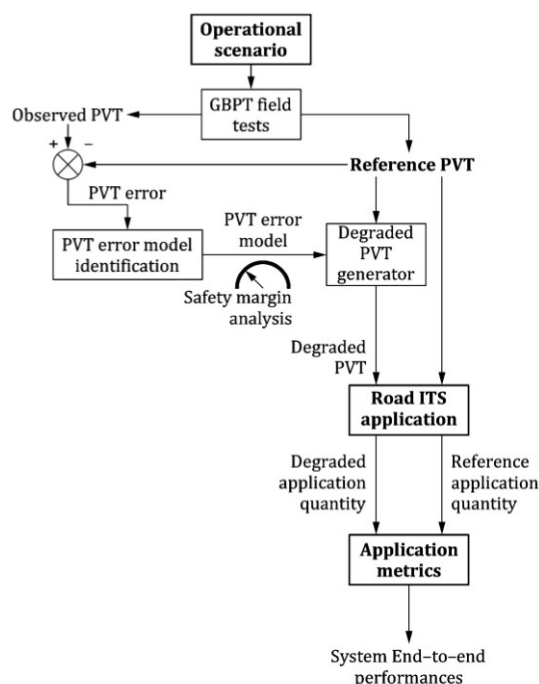 Operational
scenario
GBPT field
tests
Observed PVT
+
−
Reference PVT
PVT error
PVT error model
identification
PVT error
model
Safety margin
analysis
Degraded
PVT
generator
Degraded
PVT
Road ITS
application
Degraded
application
quantity
Reference
application
quantity
Application
metrics
System End–to–end
performances